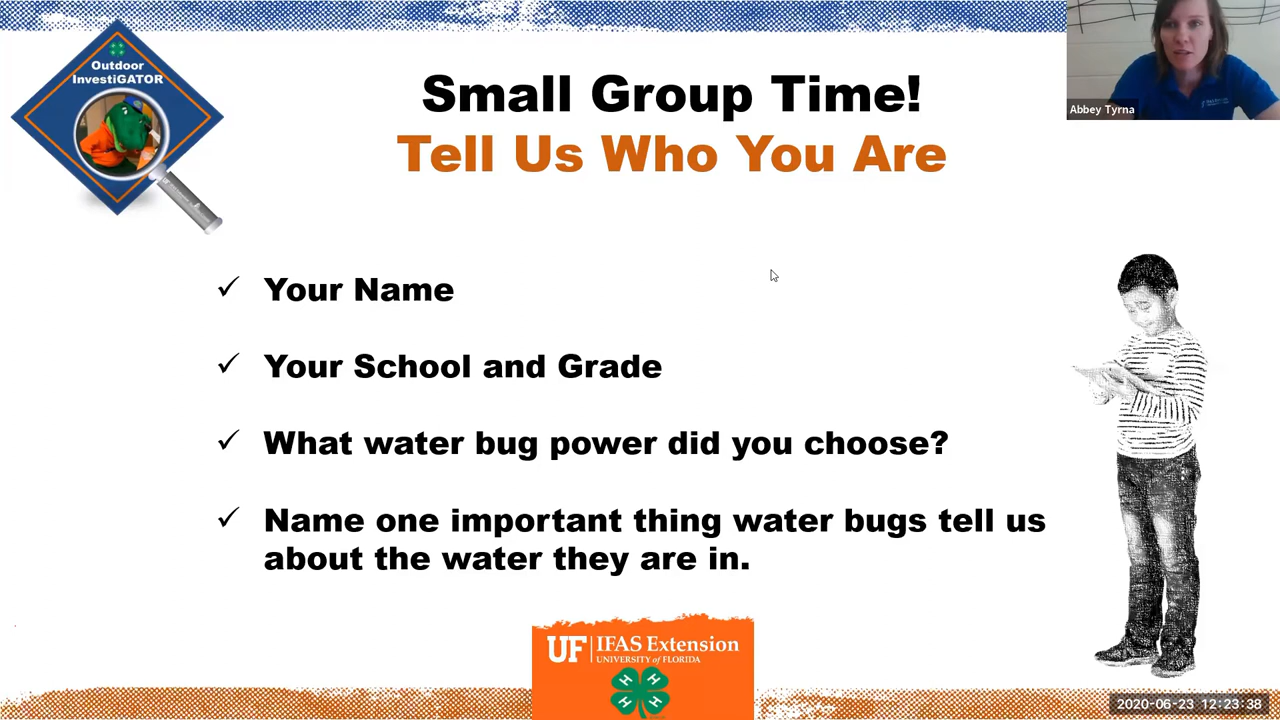 Outdoor
InvestiGATOR
Small Group Time!
Tell Us Who You Are
Abbey Tyrna
✓ Your Name
✓ Your School and Grade
✓ What water bug power did you choose?
✓ Name one important thing water bugs tell us
about the water they are in.
UF IFAS Extension
UNIVERSITY of FLORIDA
H H
H H
2020-06-23 12:23:38